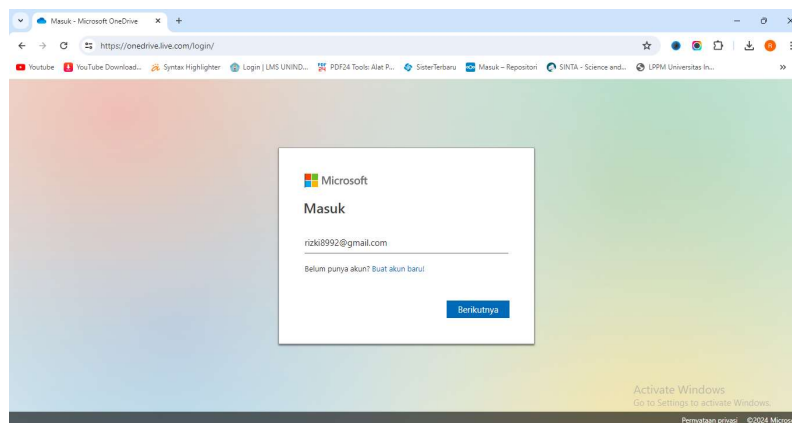 Masuk - Microsoft OneDrive
https://onedrive.live.com/login/
Youtube YouTube Download... Syntax Highlighter Login | LMS UNIND... PDF24 Tools: Alat P... SisterTerbaru Masuk – Repositori SINTA - Science and... LPPM Universitas In...
Microsoft
Masuk
rizki8992@gmail.com
Belum punya akun? Buat akun baru!
Berikutnya
Activate Windows
Go to Settings to activate Windows.
Pernyataan privasi ©2024 Micros